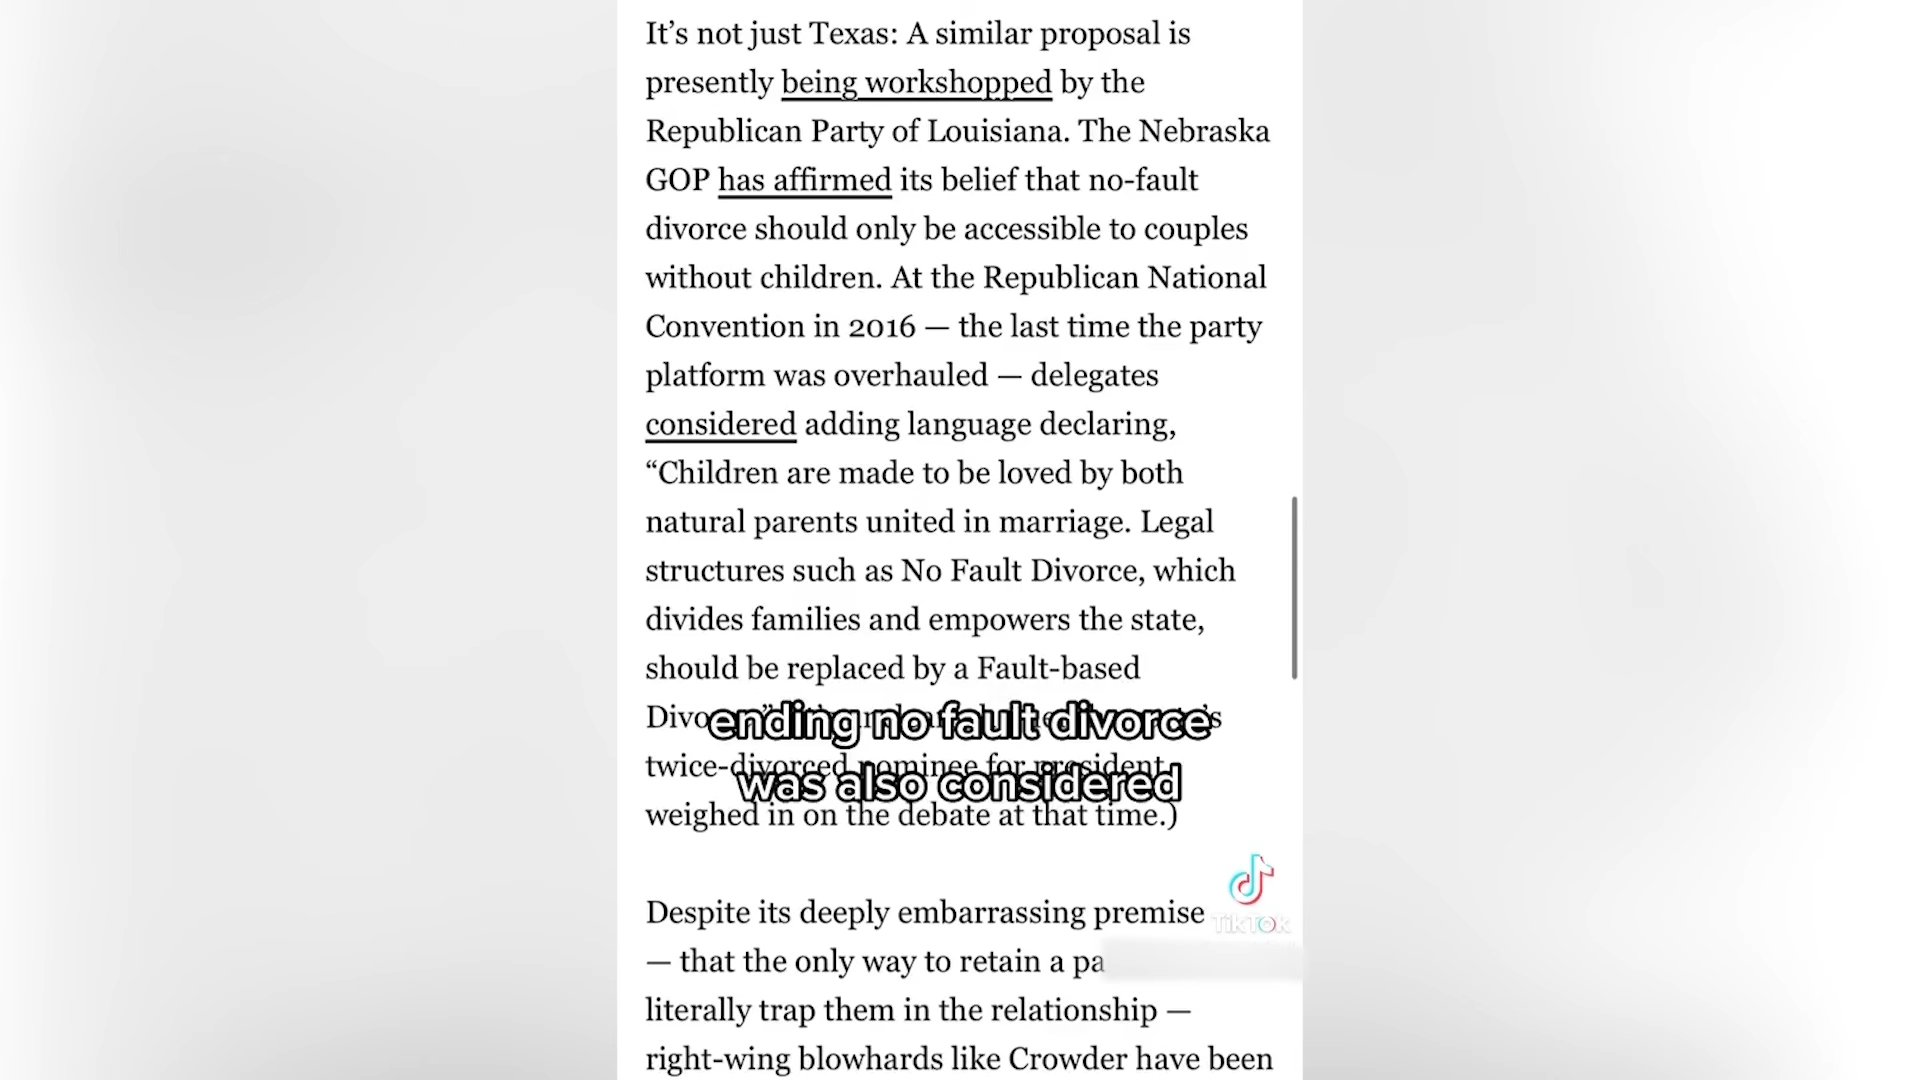 It’s not just Texas: A similar proposal is
presently being workshopped by the
Republican Party of Louisiana. The Nebraska
GOP has affirmed its belief that no-fault
divorce should only be accessible to couples
without children. At the Republican National
Convention in 2016 — the last time the party
platform was overhauled — delegates
considered adding language declaring,
“Children are made to be loved by both
natural parents united in marriage. Legal
structures such as No Fault Divorce, which
divides families and empowers the state,
should be replaced by a Fault-based
ending no fault divorce
twice-divorced nominee for president
was also considered
weighed in on the debate at that time.)
TikTok
Despite its deeply embarrassing premise
— that the only way to retain a pa
literally trap them in the relationship —
right-wing blowhards like Crowder have been